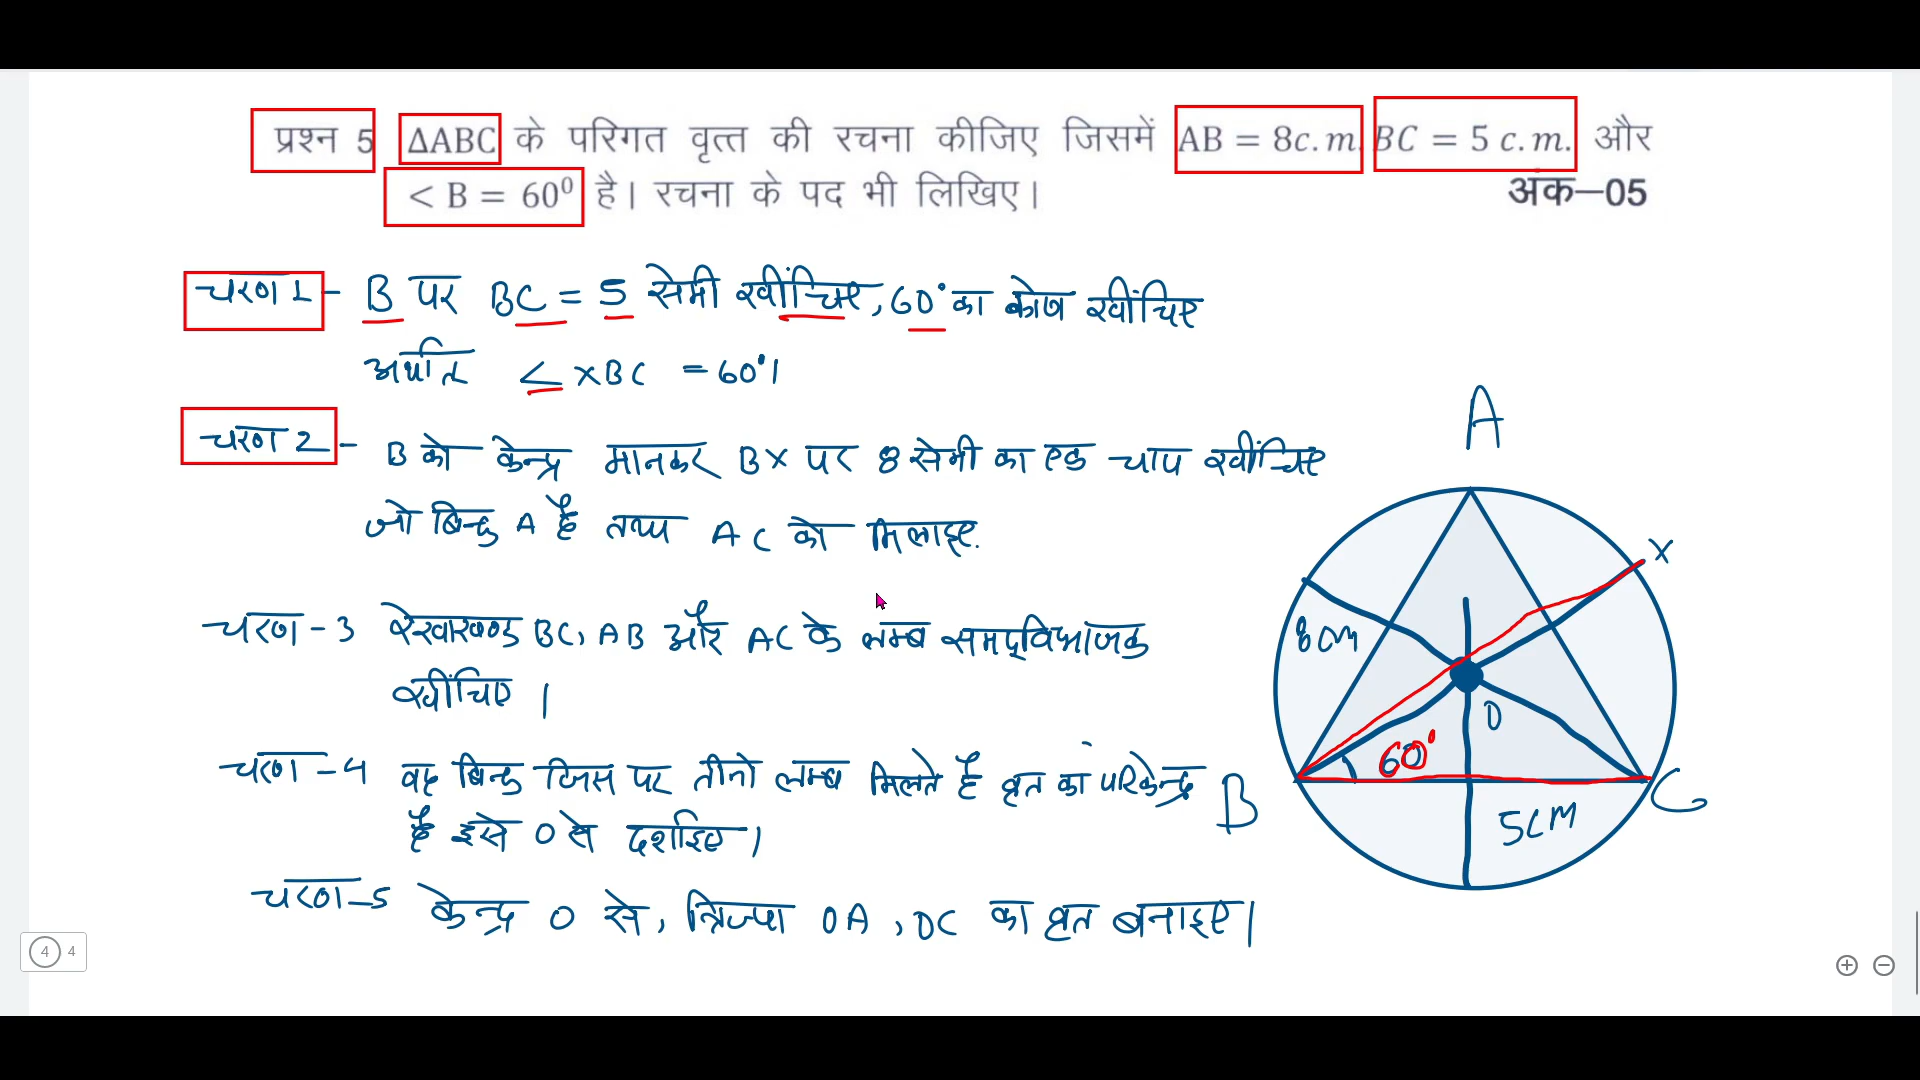 प्रश्न 5 ΔABC के परिगत वृत्त की रचना कीजिए जिसमें AB = 8c.m. BC = 5 c.m. और
< B = 60⁰ है। रचना के पद भी लिखिए।
अंक–05
चरण 1 - B पर BC = 5 सेमी खींचिए, 60° का कोण खींचिए
अर्थात ∠ XBC = 60°।
चरण 2 - B को केन्द्र मानकर BX पर 8 सेमी का एक चाप खींचिए
जो बिन्दु A है तथा AC को मिलाइए.
चरण - 3 रेखाखण्ड BC, AB और AC के लम्ब समद्विभाजक
खींचिए ।
चरण - 4 वह बिन्दु जिस पर तीनो लम्ब मिलते है वृत का परिकेन्द्र
है इसे O से दर्शाइए।
चरण - 5 केन्द्र O से, त्रिज्या OA, OC का वृत बनाइए।
A
X
8cm
O
60°
B
C
5cm
4 4